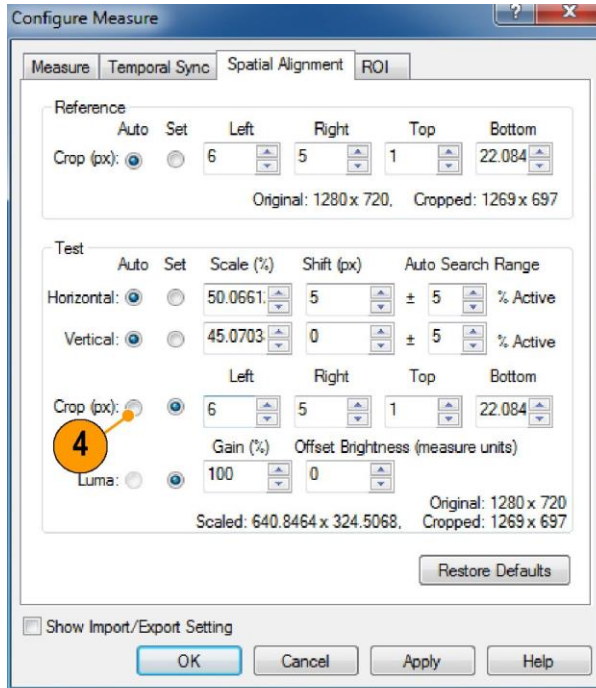 Configure Measure
Measure Temporal Sync Spatial Alignment ROI
Reference
Auto Set Left Right Top Bottom
Crop (px): 6 5 1 22.084
Original: 1280 x 720, Cropped: 1269 x 697
Test
Auto Set Scale (%) Shift (px) Auto Search Range
Horizontal: 50.0661 5 ± 5 % Active
Vertical: 45.0703 0 ± 5 % Active
Left Right Top Bottom
Crop (px): 6 5 1 22.084
4
Gain (%) Offset Brightness (measure units)
Luma: 100 0
Original: 1280 x 720
Scaled: 640.8464 x 324.5068, Cropped: 1269 x 697
Restore Defaults
Show Import/Export Setting
OK Cancel Apply Help